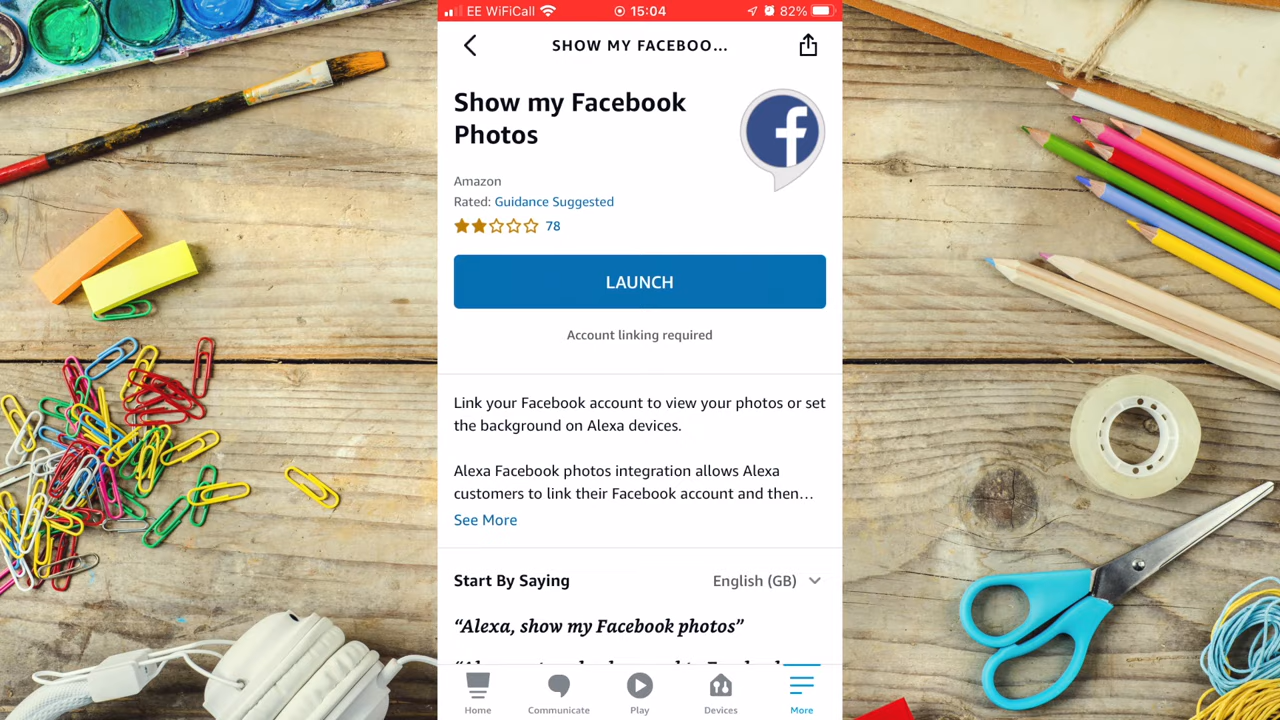 EE WiFiCall 15:04 82%
SHOW MY FACEBOO...
Show my Facebook
Photos
Amazon
Rated: Guidance Suggested
78
LAUNCH
Account linking required
Link your Facebook account to view your photos or set
the background on Alexa devices.
Alexa Facebook photos integration allows Alexa
customers to link their Facebook account and then...
See More
Start By Saying English (GB)
“Alexa, show my Facebook photos”
Home Communicate Play Devices More